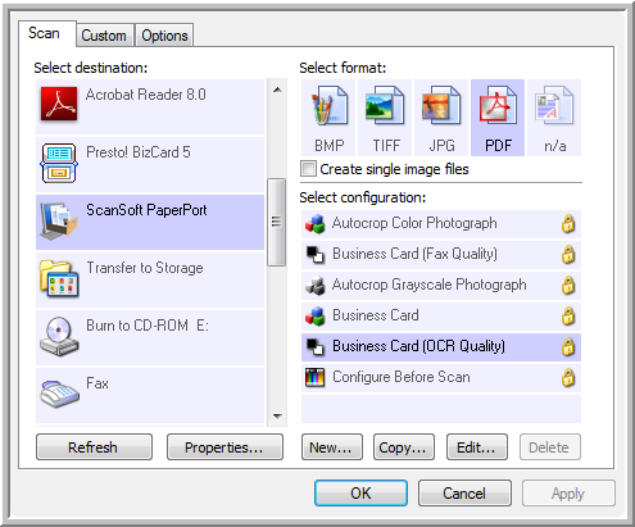 Scan Custom Options
Select destination:
Acrobat Reader 8.0
Presto! BizCard 5
ScanSoft PaperPort
Transfer to Storage
Burn to CD-ROM E:
Fax
Refresh Properties...
Select format:
BMP TIFF JPG PDF n/a
Create single image files
Select configuration:
Autocrop Color Photograph
Business Card (Fax Quality)
Autocrop Grayscale Photograph
Business Card
Business Card (OCR Quality)
Configure Before Scan
New... Copy... Edit... Delete
OK Cancel Apply